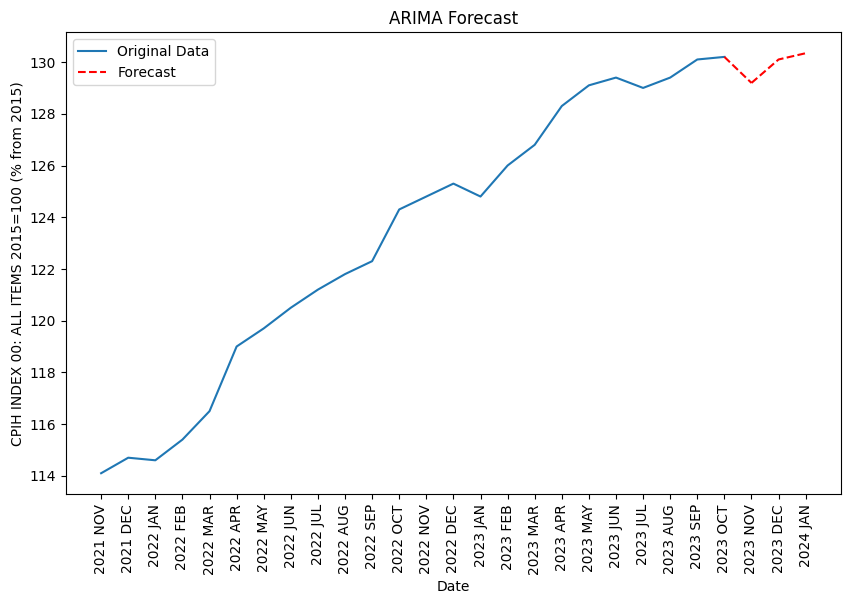 ARIMA Forecast
Original Data
Forecast
CPIH INDEX 00: ALL ITEMS 2015=100 (% from 2015)
130
128
126
124
122
120
118
116
114
2021 NOV
2021 DEC
2022 JAN
2022 FEB
2022 MAR
2022 APR
2022 MAY
2022 JUN
2022 JUL
2022 AUG
2022 SEP
2022 OCT
2022 NOV
2022 DEC
2023 JAN
2023 FEB
2023 MAR
2023 APR
2023 MAY
2023 JUN
2023 JUL
2023 AUG
2023 SEP
2023 OCT
2023 NOV
2023 DEC
2024 JAN
Date